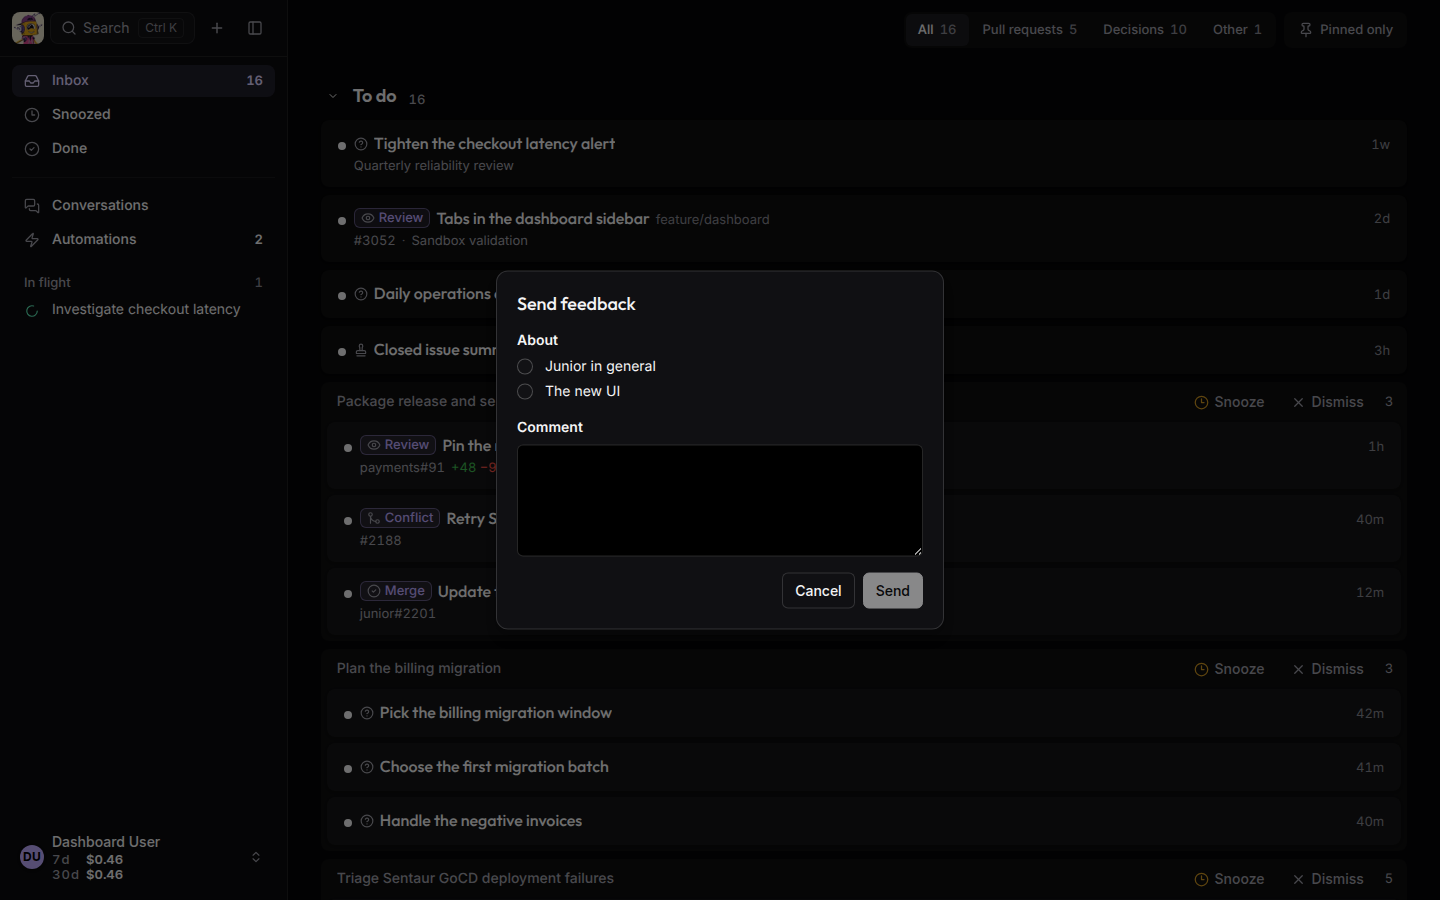 Search Ctrl K
Inbox 16
Snoozed
Done
Conversations
Automations 2
In flight 1
Investigate checkout latency
Dashboard User
DU
7d $0.46
30d $0.46
All 16 Pull requests 5 Decisions 10 Other 1 Pinned only
To do 16
Tighten the checkout latency alert 1w
Quarterly reliability review
Review Tabs in the dashboard sidebar feature/dashboard 2d
#3052 · Sandbox validation
Daily operations 1d
Closed issue 3h
Package release and Snooze Dismiss 3
Review Pin the 1h
payments#91 +48 −9
Conflict Retry 40m
#2188
Merge Update 12m
junior#2201
Send feedback
About
Junior in general
The new UI
Comment
Cancel Send
Plan the billing migration Snooze Dismiss 3
Pick the billing migration window 42m
Choose the first migration batch 41m
Handle the negative invoices 40m
Triage Sentaur GoCD deployment failures Snooze Dismiss 5